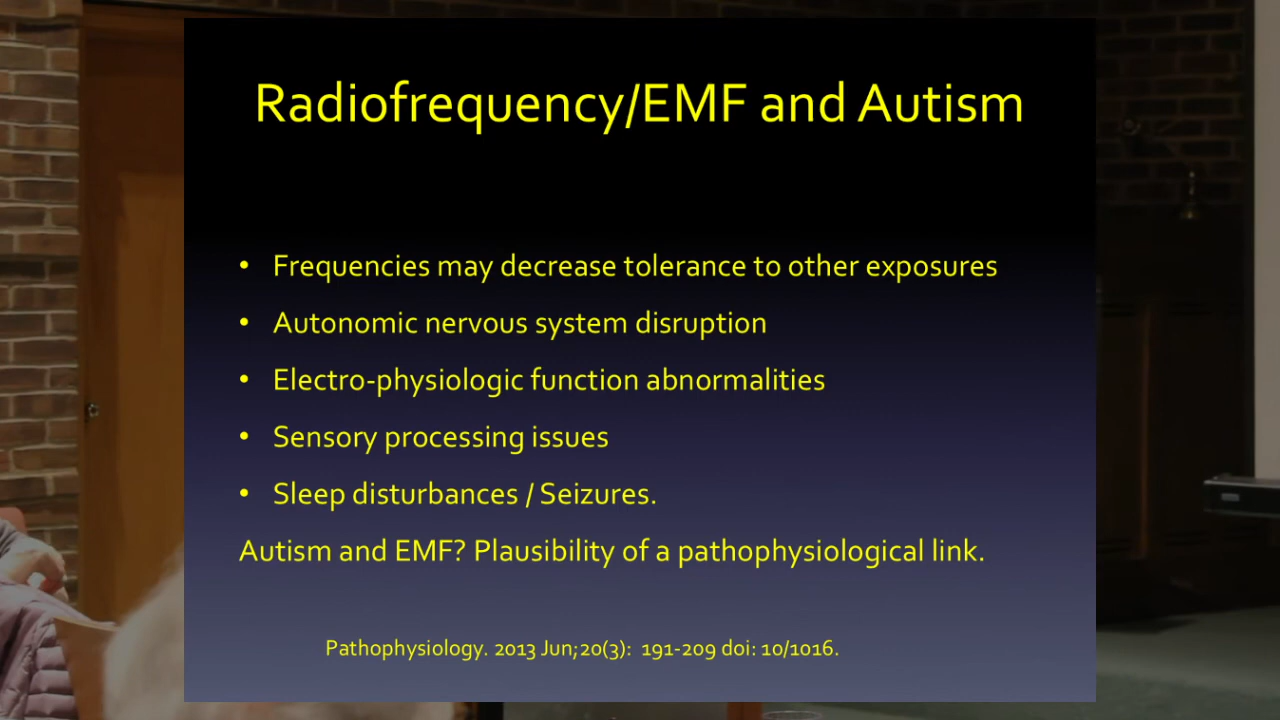 Radiofrequency/EMF and Autism
• Frequencies may decrease tolerance to other exposures
• Autonomic nervous system disruption
• Electro-physiologic function abnormalities
• Sensory processing issues
• Sleep disturbances / Seizures.
Autism and EMF? Plausibility of a pathophysiological link.
Pathophysiology. 2013 Jun;20(3): 191-209 doi: 10/1016.